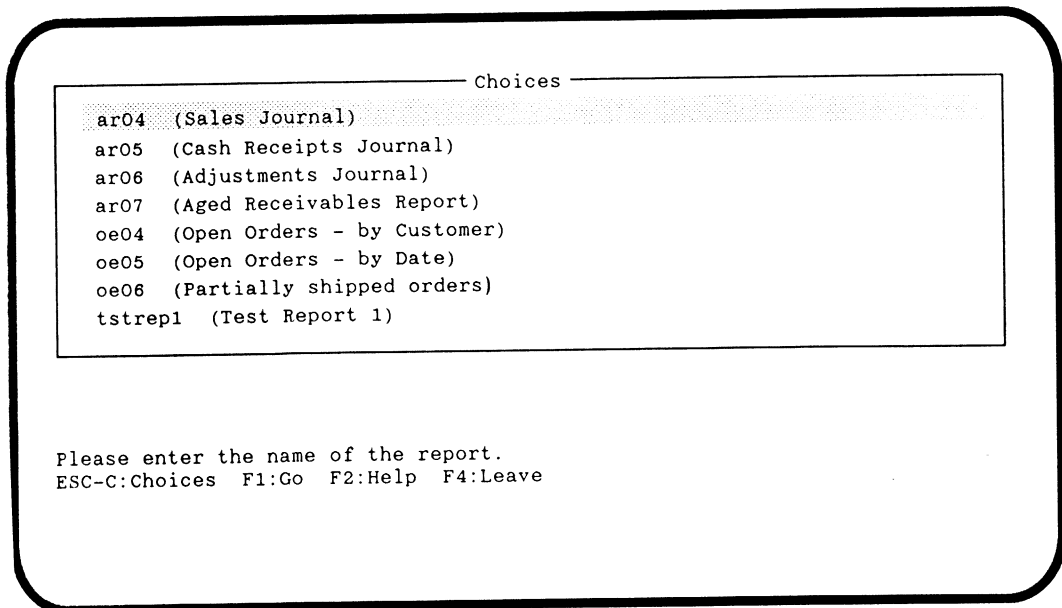 Choices
ar04 (Sales Journal)
ar05 (Cash Receipts Journal)
ar06 (Adjustments Journal)
ar07 (Aged Receivables Report)
oe04 (Open Orders - by Customer)
oe05 (Open Orders - by Date)
oe06 (Partially shipped orders)
tstrep1 (Test Report 1)
Please enter the name of the report.
ESC-C:Choices F1:Go F2:Help F4:Leave